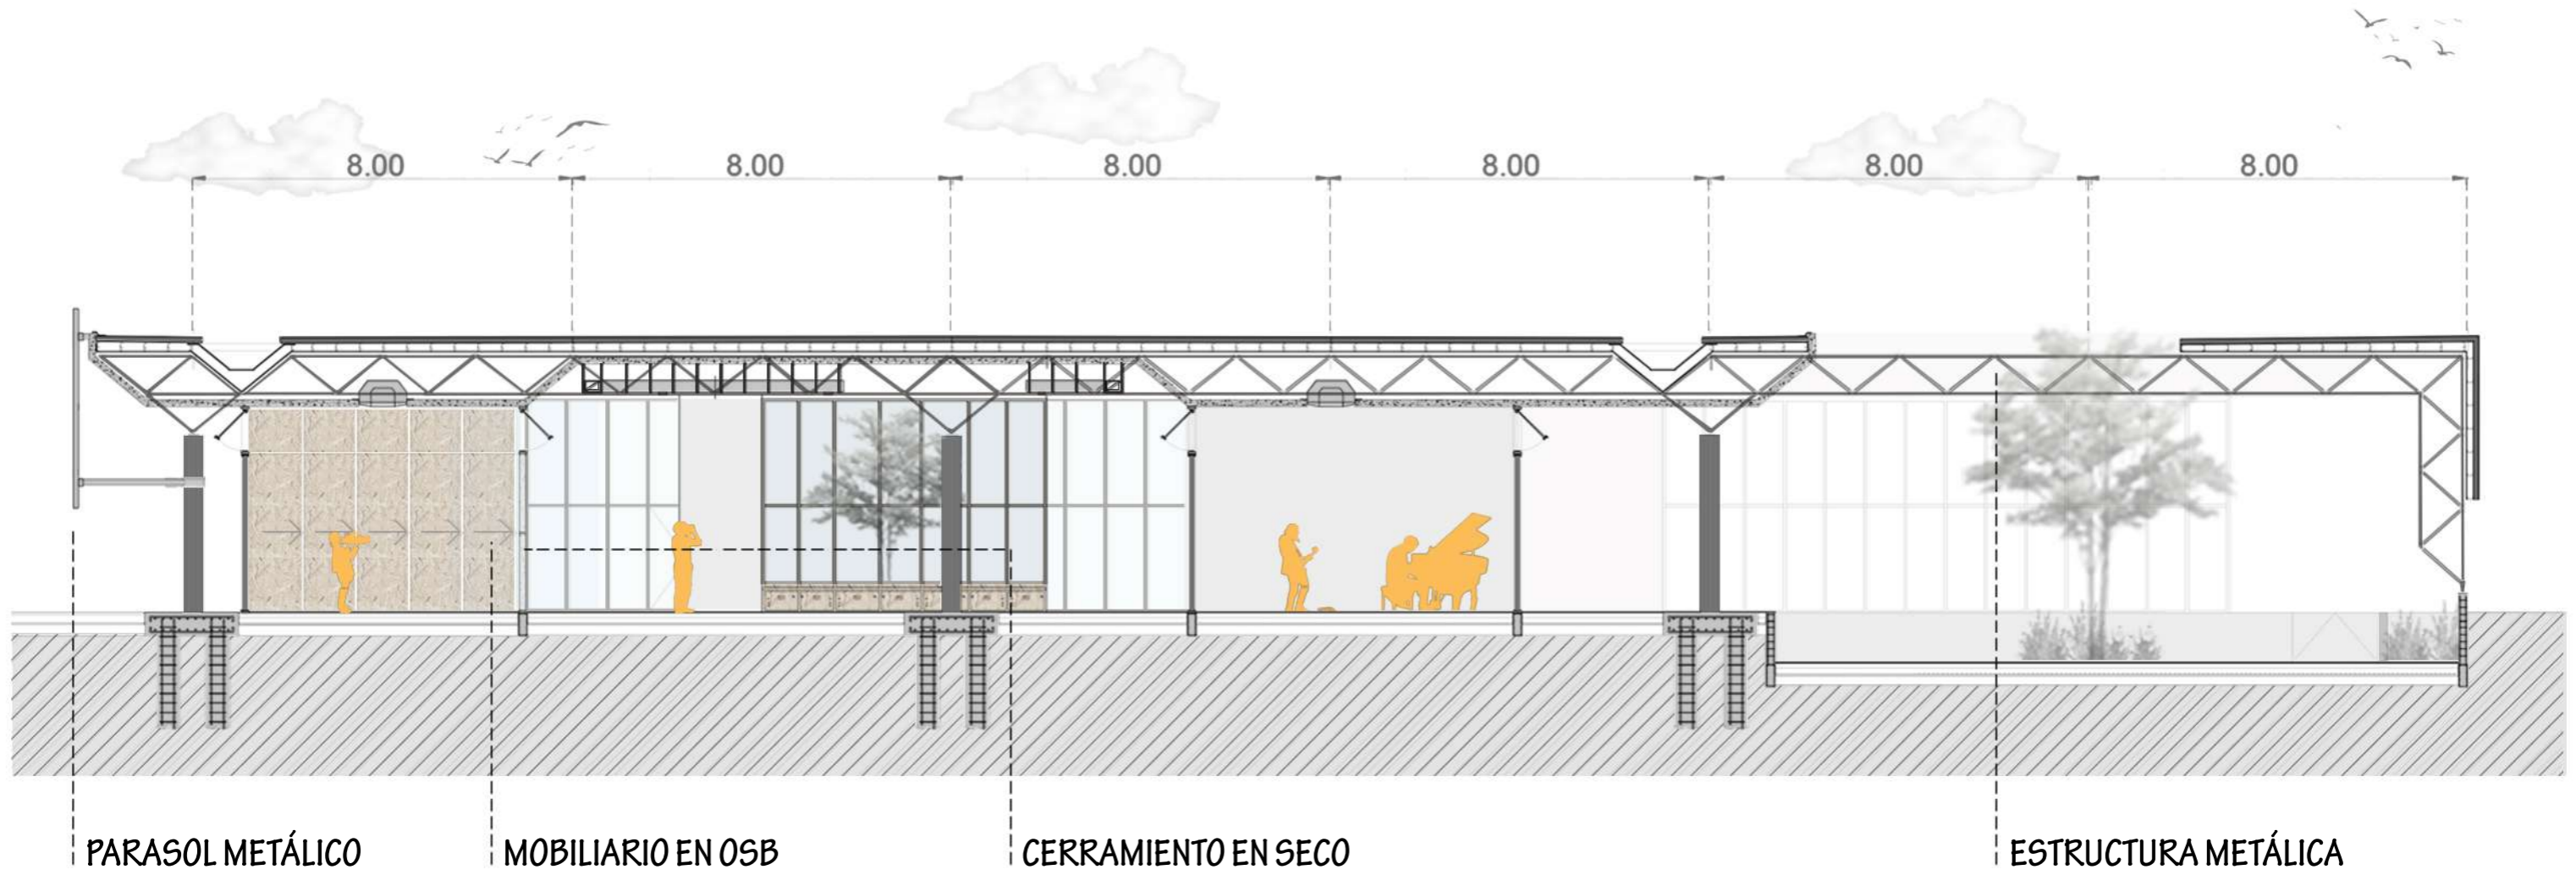 8.00 8.00 8.00 8.00 8.00 8.00
PARASOL METÁLICO MOBILIARIO EN OSB CERRAMIENTO EN SECO ESTRUCTURA METÁLICA